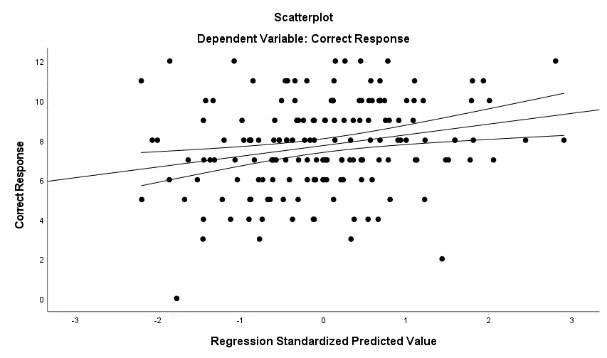 Scatterplot
Dependent Variable: Correct Response
12
10
8
6
4
2
0
Correct Response
-3 -2 -1 0 1 2 3
Regression Standardized Predicted Value